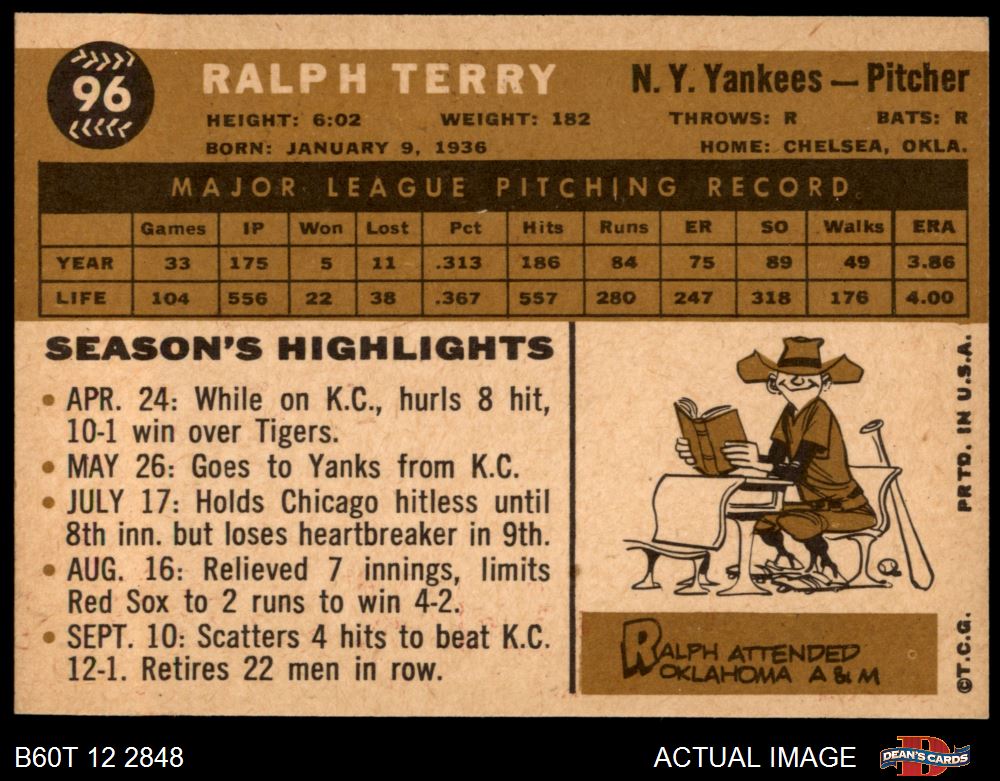 96
RALPH TERRY
N. Y. Yankees — Pitcher
HEIGHT: 6:02 WEIGHT: 182 THROWS: R BATS: R
BORN: JANUARY 9, 1936 HOME: CHELSEA, OKLA.
MAJOR LEAGUE PITCHING RECORD
Games IP Won Lost Pct Hits Runs ER SO Walks ERA
YEAR 33 175 5 11 .313 186 84 75 89 49 3.86
LIFE 104 556 22 38 .367 557 280 247 318 176 4.00
SEASON'S HIGHLIGHTS
• APR. 24: While on K.C., hurls 8 hit,
10-1 win over Tigers.
• MAY 26: Goes to Yanks from K.C.
• JULY 17: Holds Chicago hitless until
8th inn. but loses heartbreaker in 9th.
• AUG. 16: Relieved 7 innings, limits
Red Sox to 2 runs to win 4-2.
• SEPT. 10: Scatters 4 hits to beat K.C.
12-1. Retires 22 men in row.
RALPH ATTENDED
OKLAHOMA A & M
©T.C.G. PRTD. IN U.S.A.
B60T 12 2848
ACTUAL IMAGE
DEAN'S CARDS